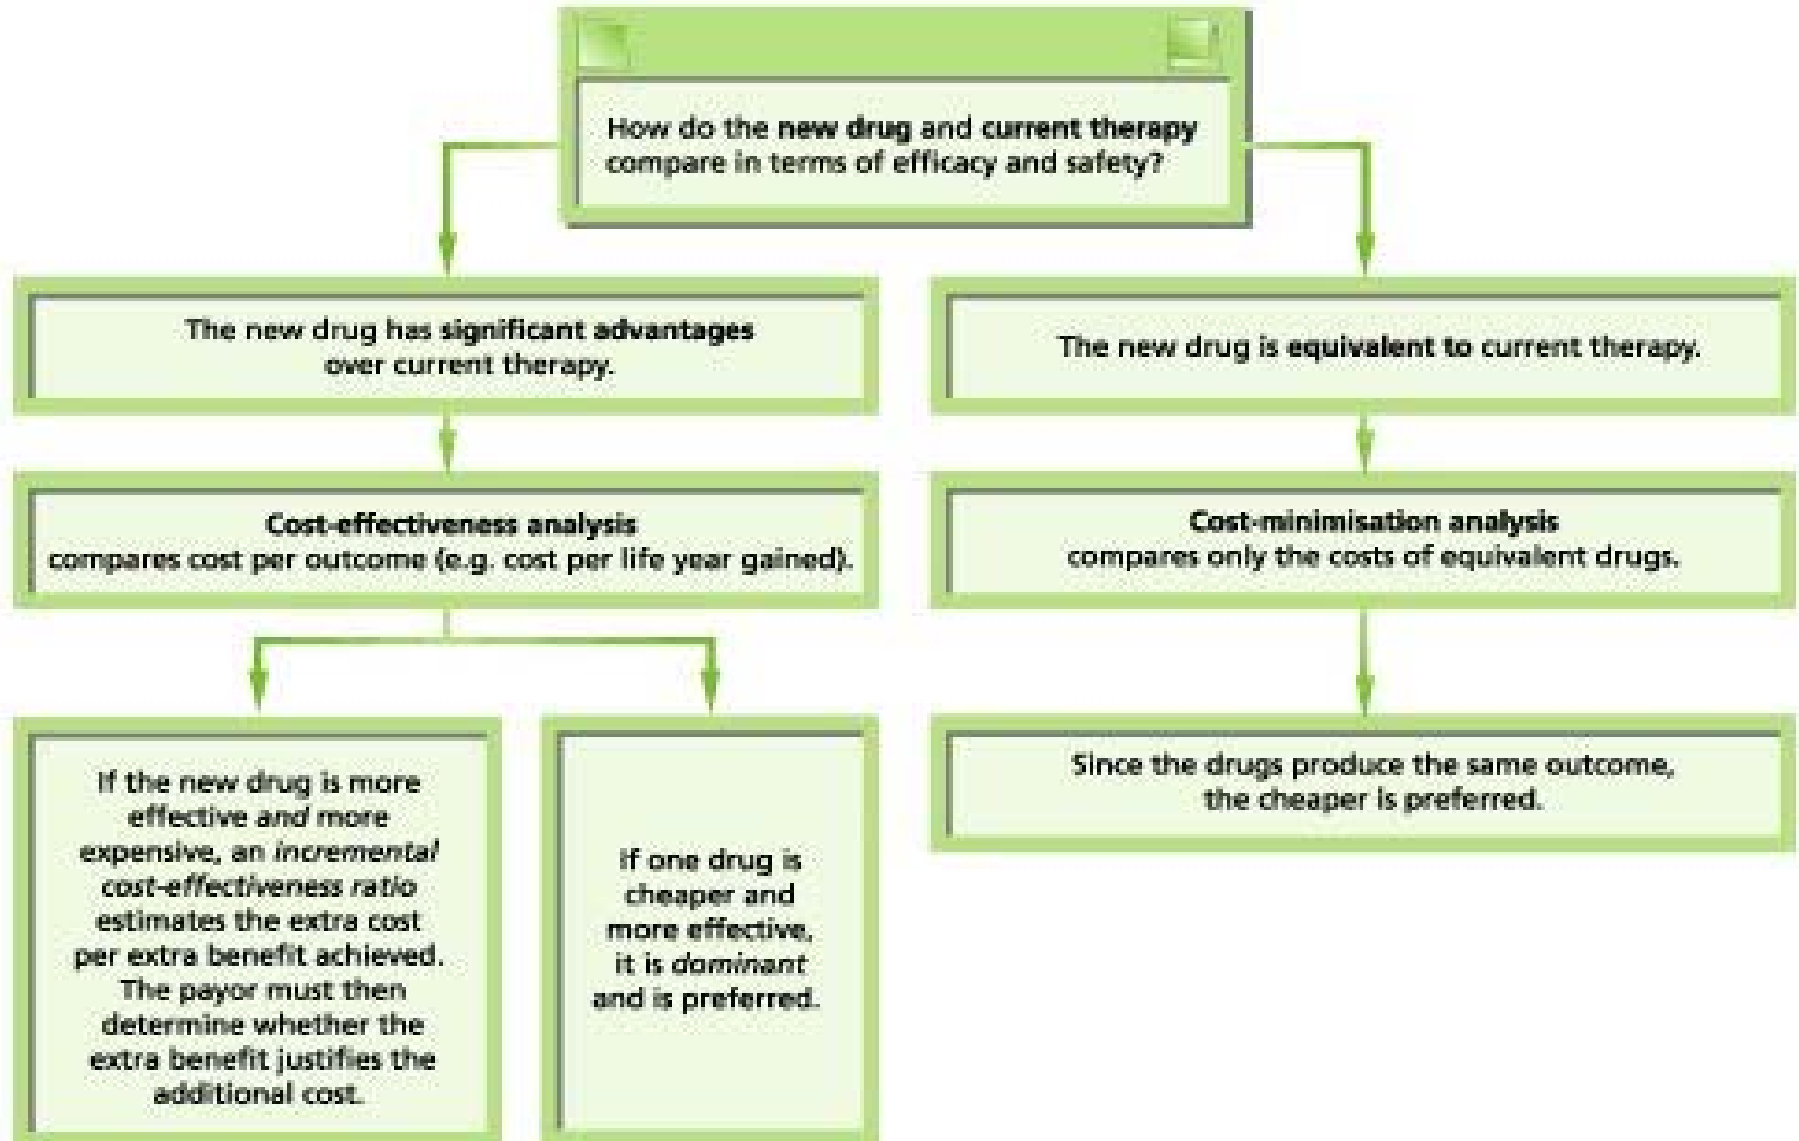 How do the new drug and current therapy
compare in terms of efficacy and safety?
The new drug has significant advantages
over current therapy.
The new drug is equivalent to current therapy.
Cost-effectiveness analysis
compares cost per outcome (e.g. cost per life year gained).
Cost-minimisation analysis
compares only the costs of equivalent drugs.
If the new drug is more
effective and more
expensive, an incremental
cost-effectiveness ratio
estimates the extra cost
per extra benefit achieved.
The payor must then
determine whether the
extra benefit justifies the
additional cost.
If one drug is
cheaper and
more effective,
it is dominant
and is preferred.
Since the drugs produce the same outcome,
the cheaper is preferred.